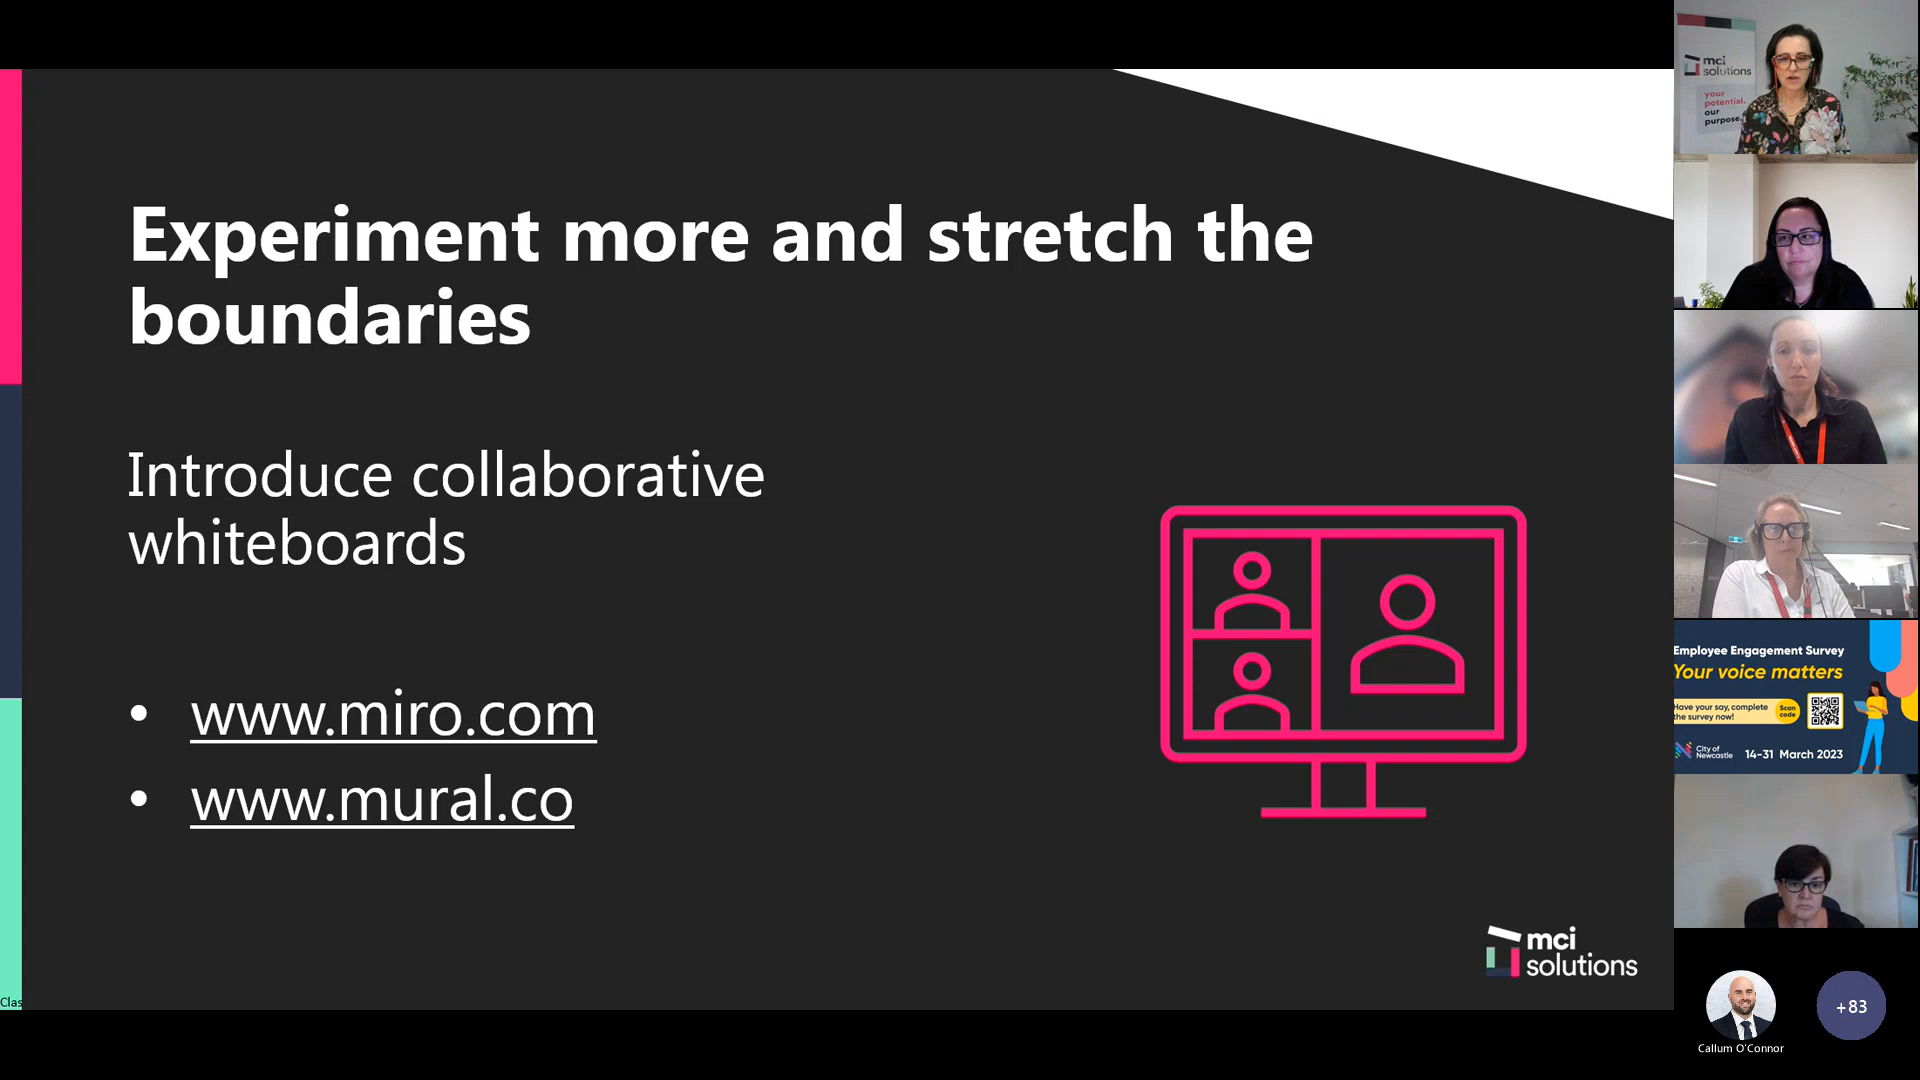 Experiment more and stretch the
boundaries
Introduce collaborative
whiteboards
• www.miro.com
• www.mural.co
mci
solutions
Clas
mci
solutions
your
potential.
our
purpose.
Employee Engagement Survey
Your voice matters
Have your say, complete
the survey now!
Scan
code
City of
Newcastle
14-31 March 2023
Callum O'Connor
+83